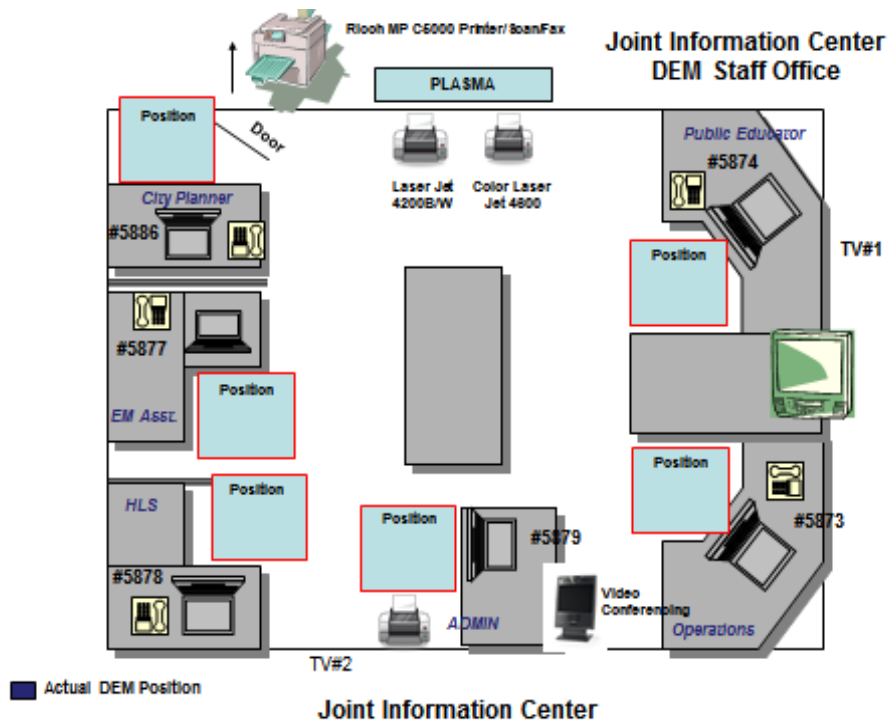 Ricoh MP C5000 Printer/Scan/Fax
Joint Information Center
DEM Staff Office
PLASMA
Position
Door
Laser Jet
4200B/W
Color Laser
Jet 4600
Public Educator
#5874
City Planner
#5886
Position
TV#1
#5877
EM Asst.
Position
Position
HLS
#5878
Position
Position
#5879
#5873
Video
Conferencing
ADMIN
Operations
TV#2
Actual DEM Position
Joint Information Center